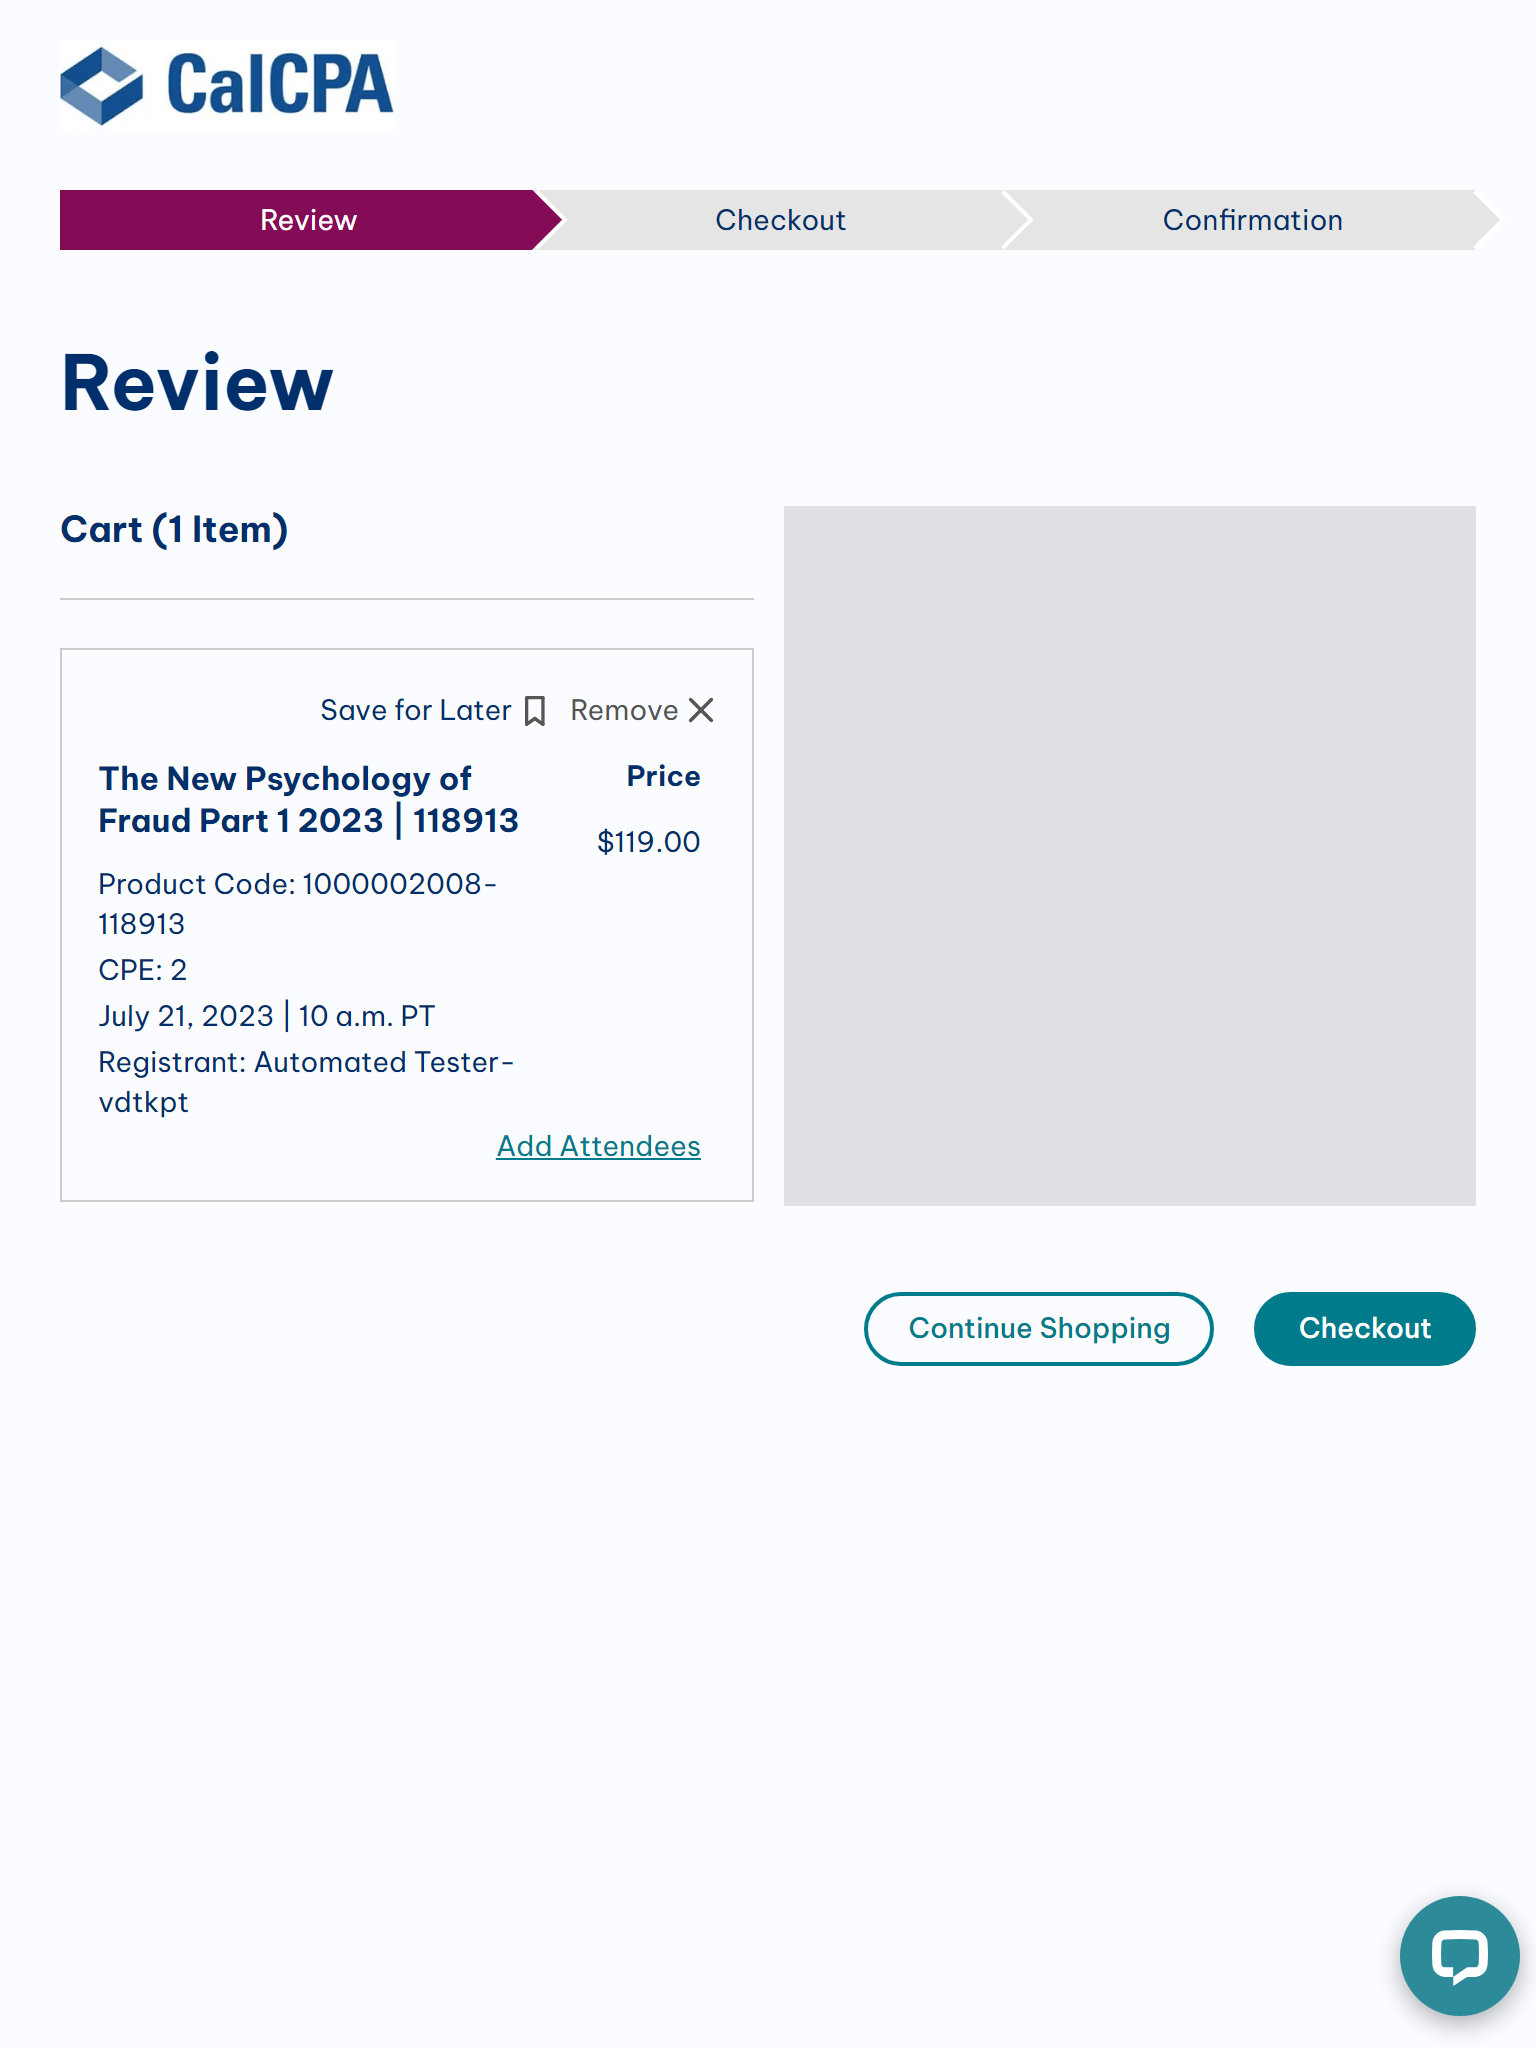 CalCPA
Review
Checkout
Confirmation
Review
Cart (1 Item)
Save for Later
Remove
The New Psychology of
Fraud Part 1 2023 | 118913
Price
$119.00
Product Code: 1000002008-
118913
CPE: 2
July 21, 2023 | 10 a.m. PT
Registrant: Automated Tester-
vdtkpt
Add Attendees
Continue Shopping
Checkout